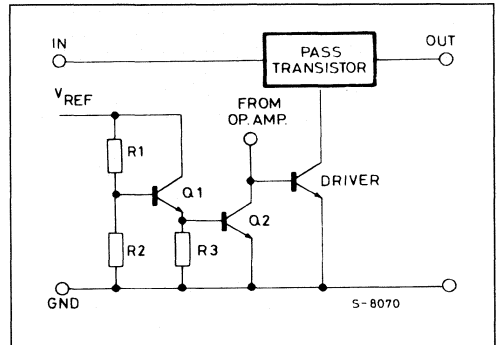 IN
PASS
TRANSISTOR
OUT
VREF
FROM
OP. AMP.
R1
Q1
DRIVER
Q2
R2
R3
GND
S-8070